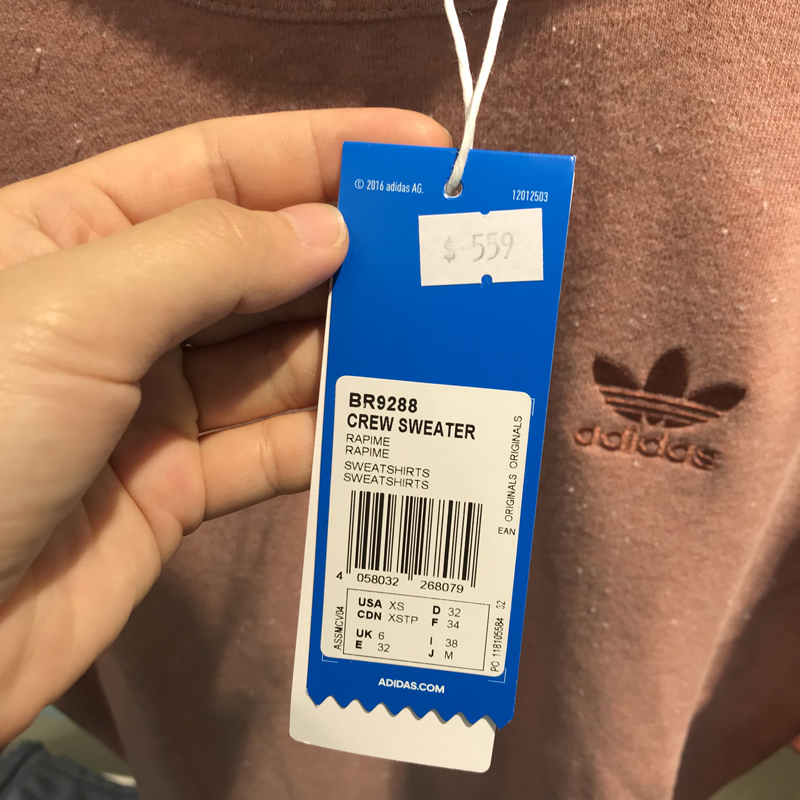 © 2016 adidas AG.
12012503
$ 559
BR9288
CREW SWEATER
RAPIME
RAPIME
SWEATSHIRTS
SWEATSHIRTS
ORIGINALS ORIGINALS
EAN
4 058032 268079
ASSMCV04
USA XS D 32
CDN XSTP F 34
UK 6 I 38
E 32 J M
PC 118105584 32
ADIDAS.COM
adidas